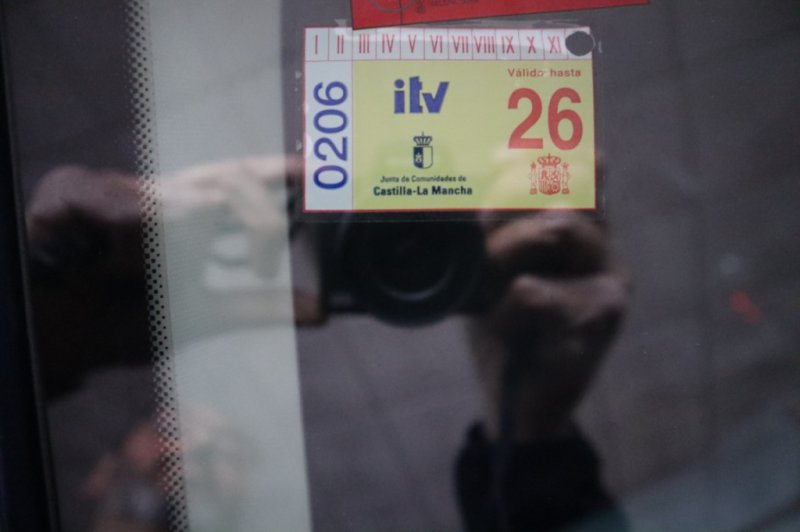 I II III IV V VI VII VIII IX X XI
Válido hasta
26
itv
0206
Junta de Comunidades de
Castilla-La Mancha